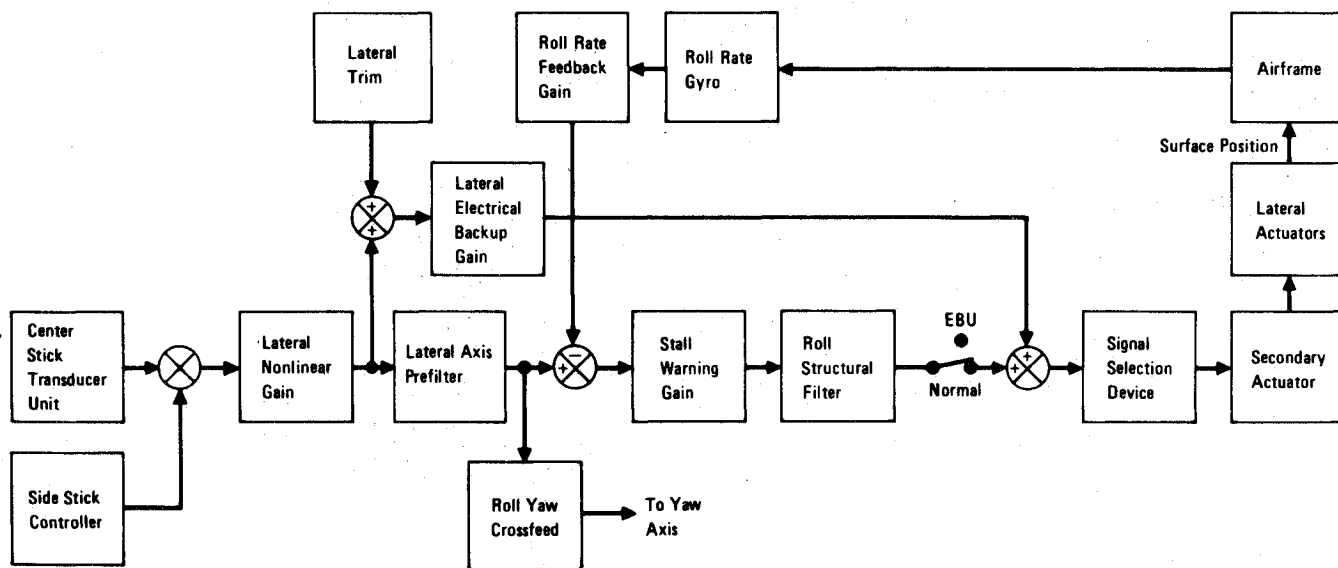 Lateral
Trim
Roll Rate
Feedback
Gain
Roll Rate
Gyro
Airframe
Surface Position
Lateral
Electrical
Backup
Gain
Lateral
Actuators
+
+
Center
Stick
Transducer
Unit
Lateral
Nonlinear
Gain
Lateral Axis
Prefilter
−
+
Stall
Warning
Gain
Roll
Structural
Filter
EBU
Normal
+
+
Signal
Selection
Device
Secondary
Actuator
Side Stick
Controller
Roll Yaw
Crossfeed
To Yaw
Axis